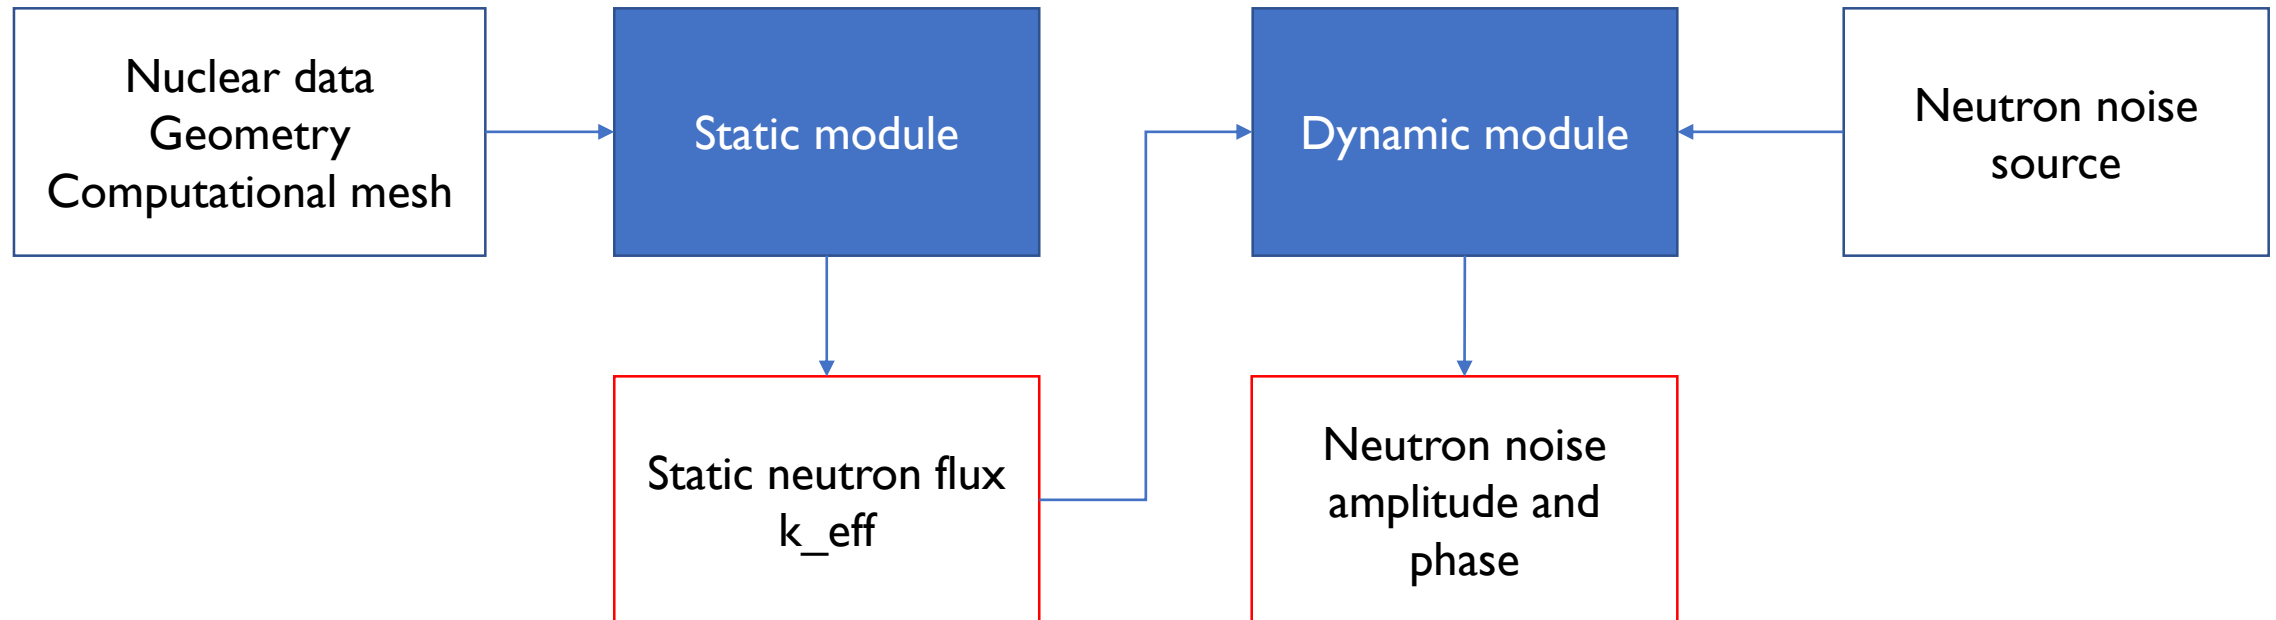 Nuclear data
Geometry
Computational mesh
Static module
Dynamic module
Neutron noise
source
Static neutron flux
k_eff
Neutron noise
amplitude and
phase